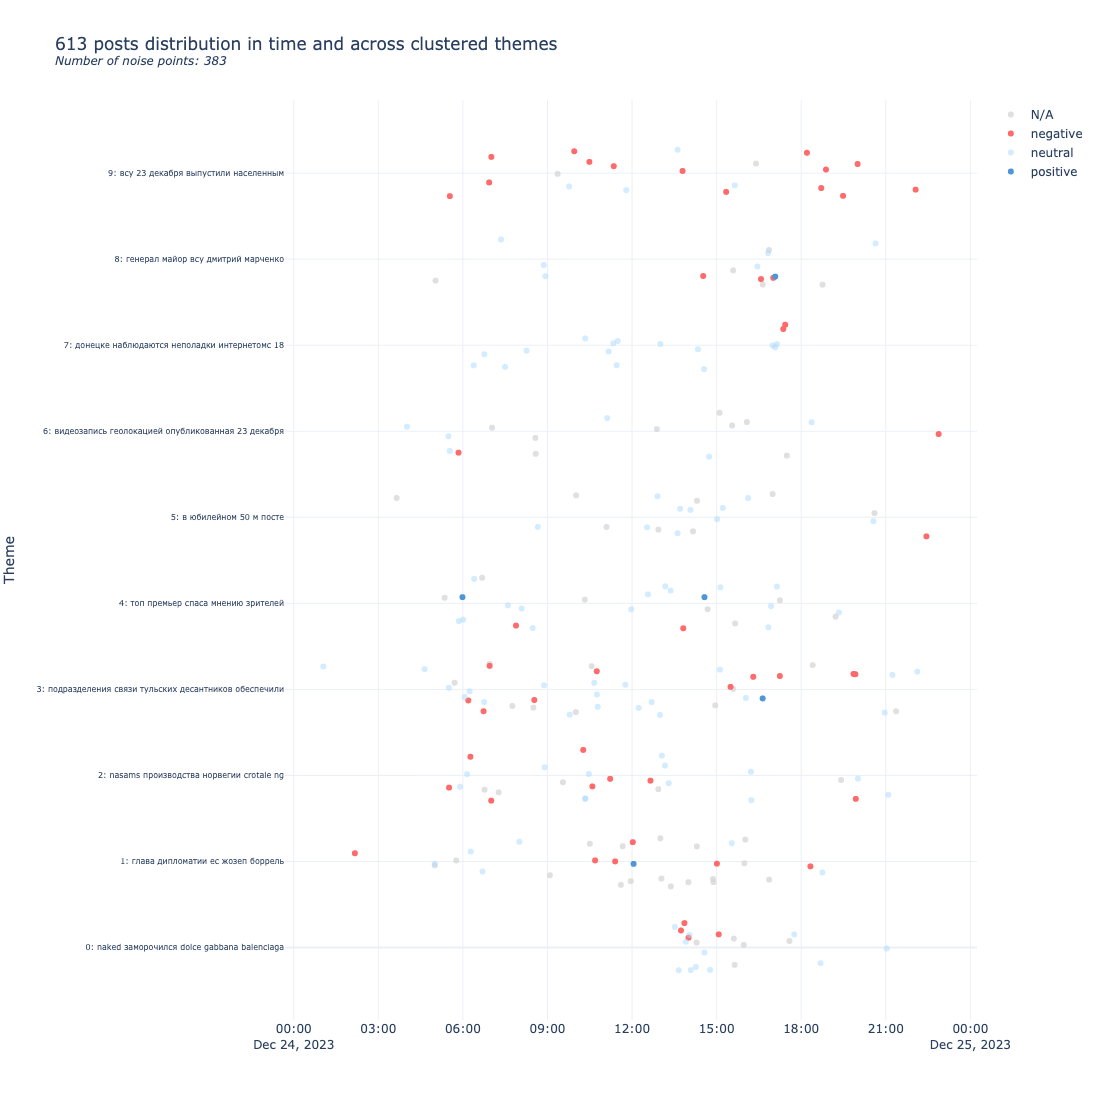 613 posts distribution in time and across clustered themes
Number of noise points: 383
N/A
negative
neutral
positive
Theme
9: всу 23 декабря выпустили населенным
8: генерал майор всу дмитрий марченко
7: донецке наблюдаются неполадки интернетомс 18
6: видеозапись геолокацией опубликованная 23 декабря
5: в юбилейном 50 м посте
4: топ премьер спаса мнению зрителей
3: подразделения связи тульских десантников обеспечили
2: nasams производства норвегии crotale ng
1: глава дипломатии ес жозеп боррель
0: naked заморочился dolce gabbana balenciaga
00:00 03:00 06:00 09:00 12:00 15:00 18:00 21:00 00:00
Dec 24, 2023 Dec 25, 2023